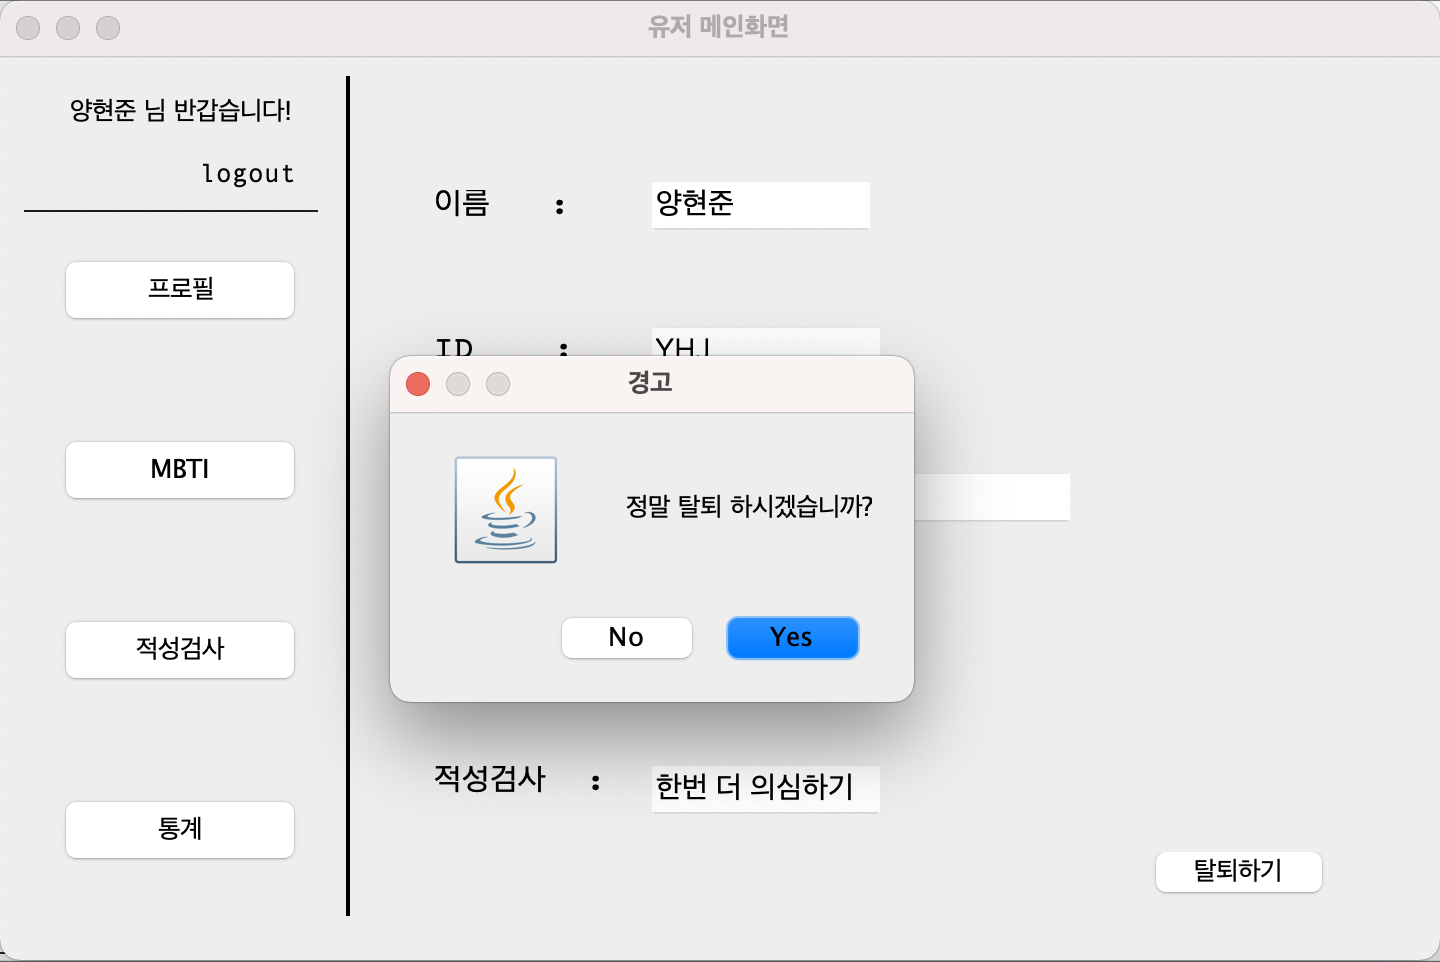 유저 메인화면
양현준 님 반갑습니다!
logout
프로필
MBTI
적성검사
통계
이름 : 양현준
ID : YHJ
경고
정말 탈퇴 하시겠습니까?
No Yes
적성검사 : 한번 더 의심하기
탈퇴하기